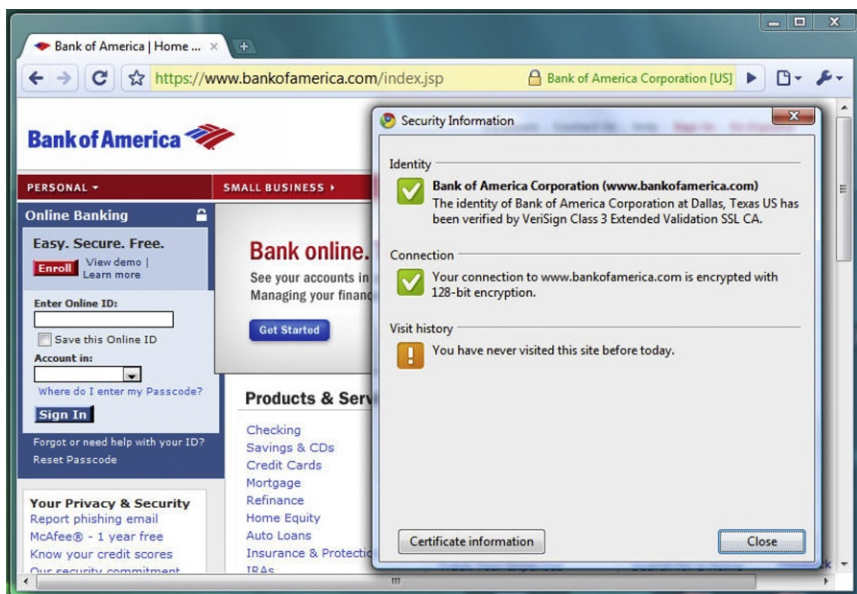 Bank of America | Home ...
https://www.bankofamerica.com/index.jsp
Bank of America Corporation [US]
Bank of America
PERSONAL
SMALL BUSINESS
Online Banking
Easy. Secure. Free.
Enroll
View demo |
Learn more
Enter Online ID:
Save this Online ID
Account in:
Where do I enter my Passcode?
Sign In
Forgot or need help with your ID?
Reset Passcode
Your Privacy & Security
Report phishing email
McAfee® - 1 year free
Know your credit scores
Our security commitment
Bank online.
See your accounts in
Managing your financ
Get Started
Products & Serv
Checking
Savings & CDs
Credit Cards
Mortgage
Refinance
Home Equity
Auto Loans
Insurance & Protectio
IRAs
Security Information
Identity
Bank of America Corporation (www.bankofamerica.com)
The identity of Bank of America Corporation at Dallas, Texas US has
been verified by VeriSign Class 3 Extended Validation SSL CA.
Connection
Your connection to www.bankofamerica.com is encrypted with
128-bit encryption.
Visit history
You have never visited this site before today.
Certificate information
Close